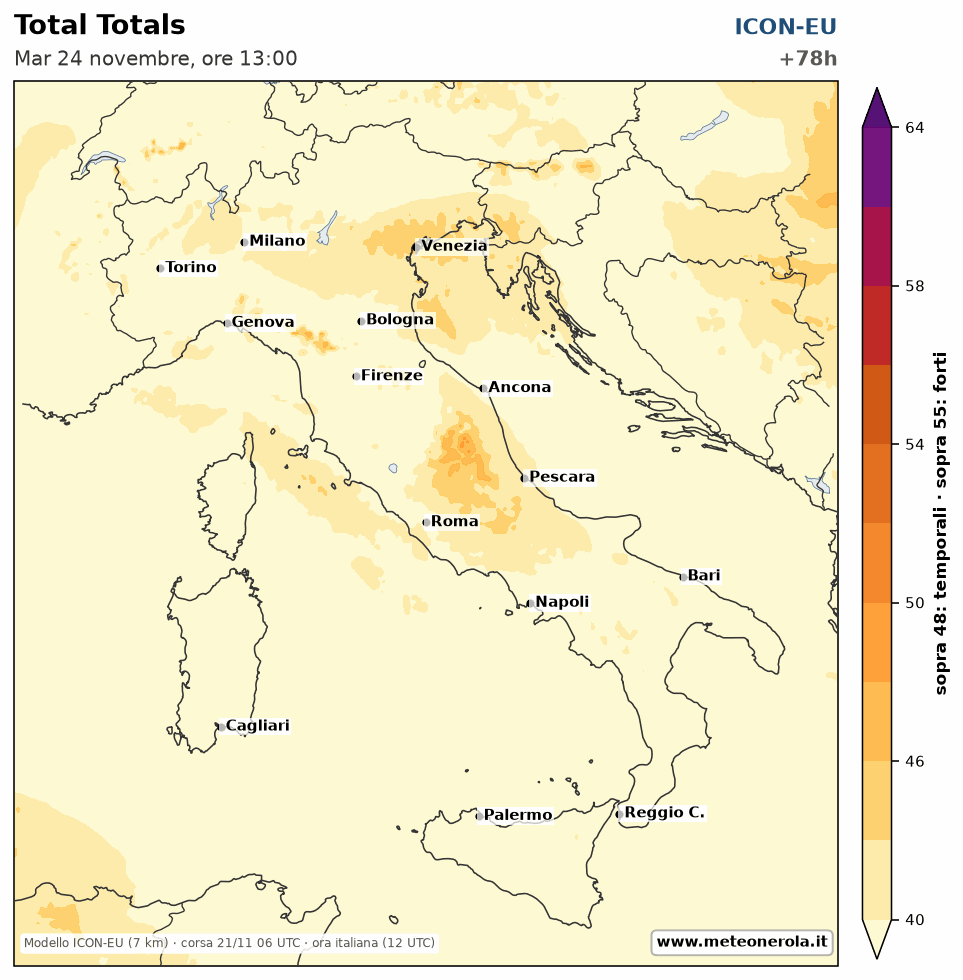 Total Totals
ICON-EU
Mar 24 novembre, ore 13:00
+78h
Milano
Venezia
Torino
Genova
Bologna
Firenze
Ancona
Pescara
Roma
Bari
Napoli
Cagliari
Palermo
Reggio C.
64
58
54
50
46
40
sopra 48: temporali · sopra 55: forti
Modello ICON-EU (7 km) · corsa 21/11 06 UTC · ora italiana (12 UTC)
www.meteonerola.it